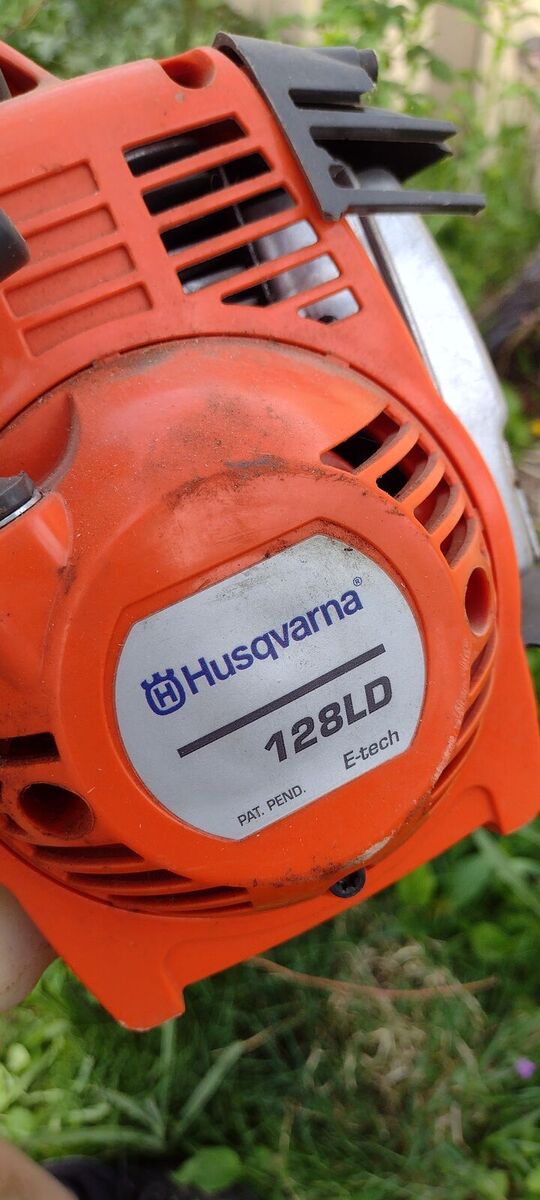 Husqvarna®
128LD
E-tech
PAT. PEND.